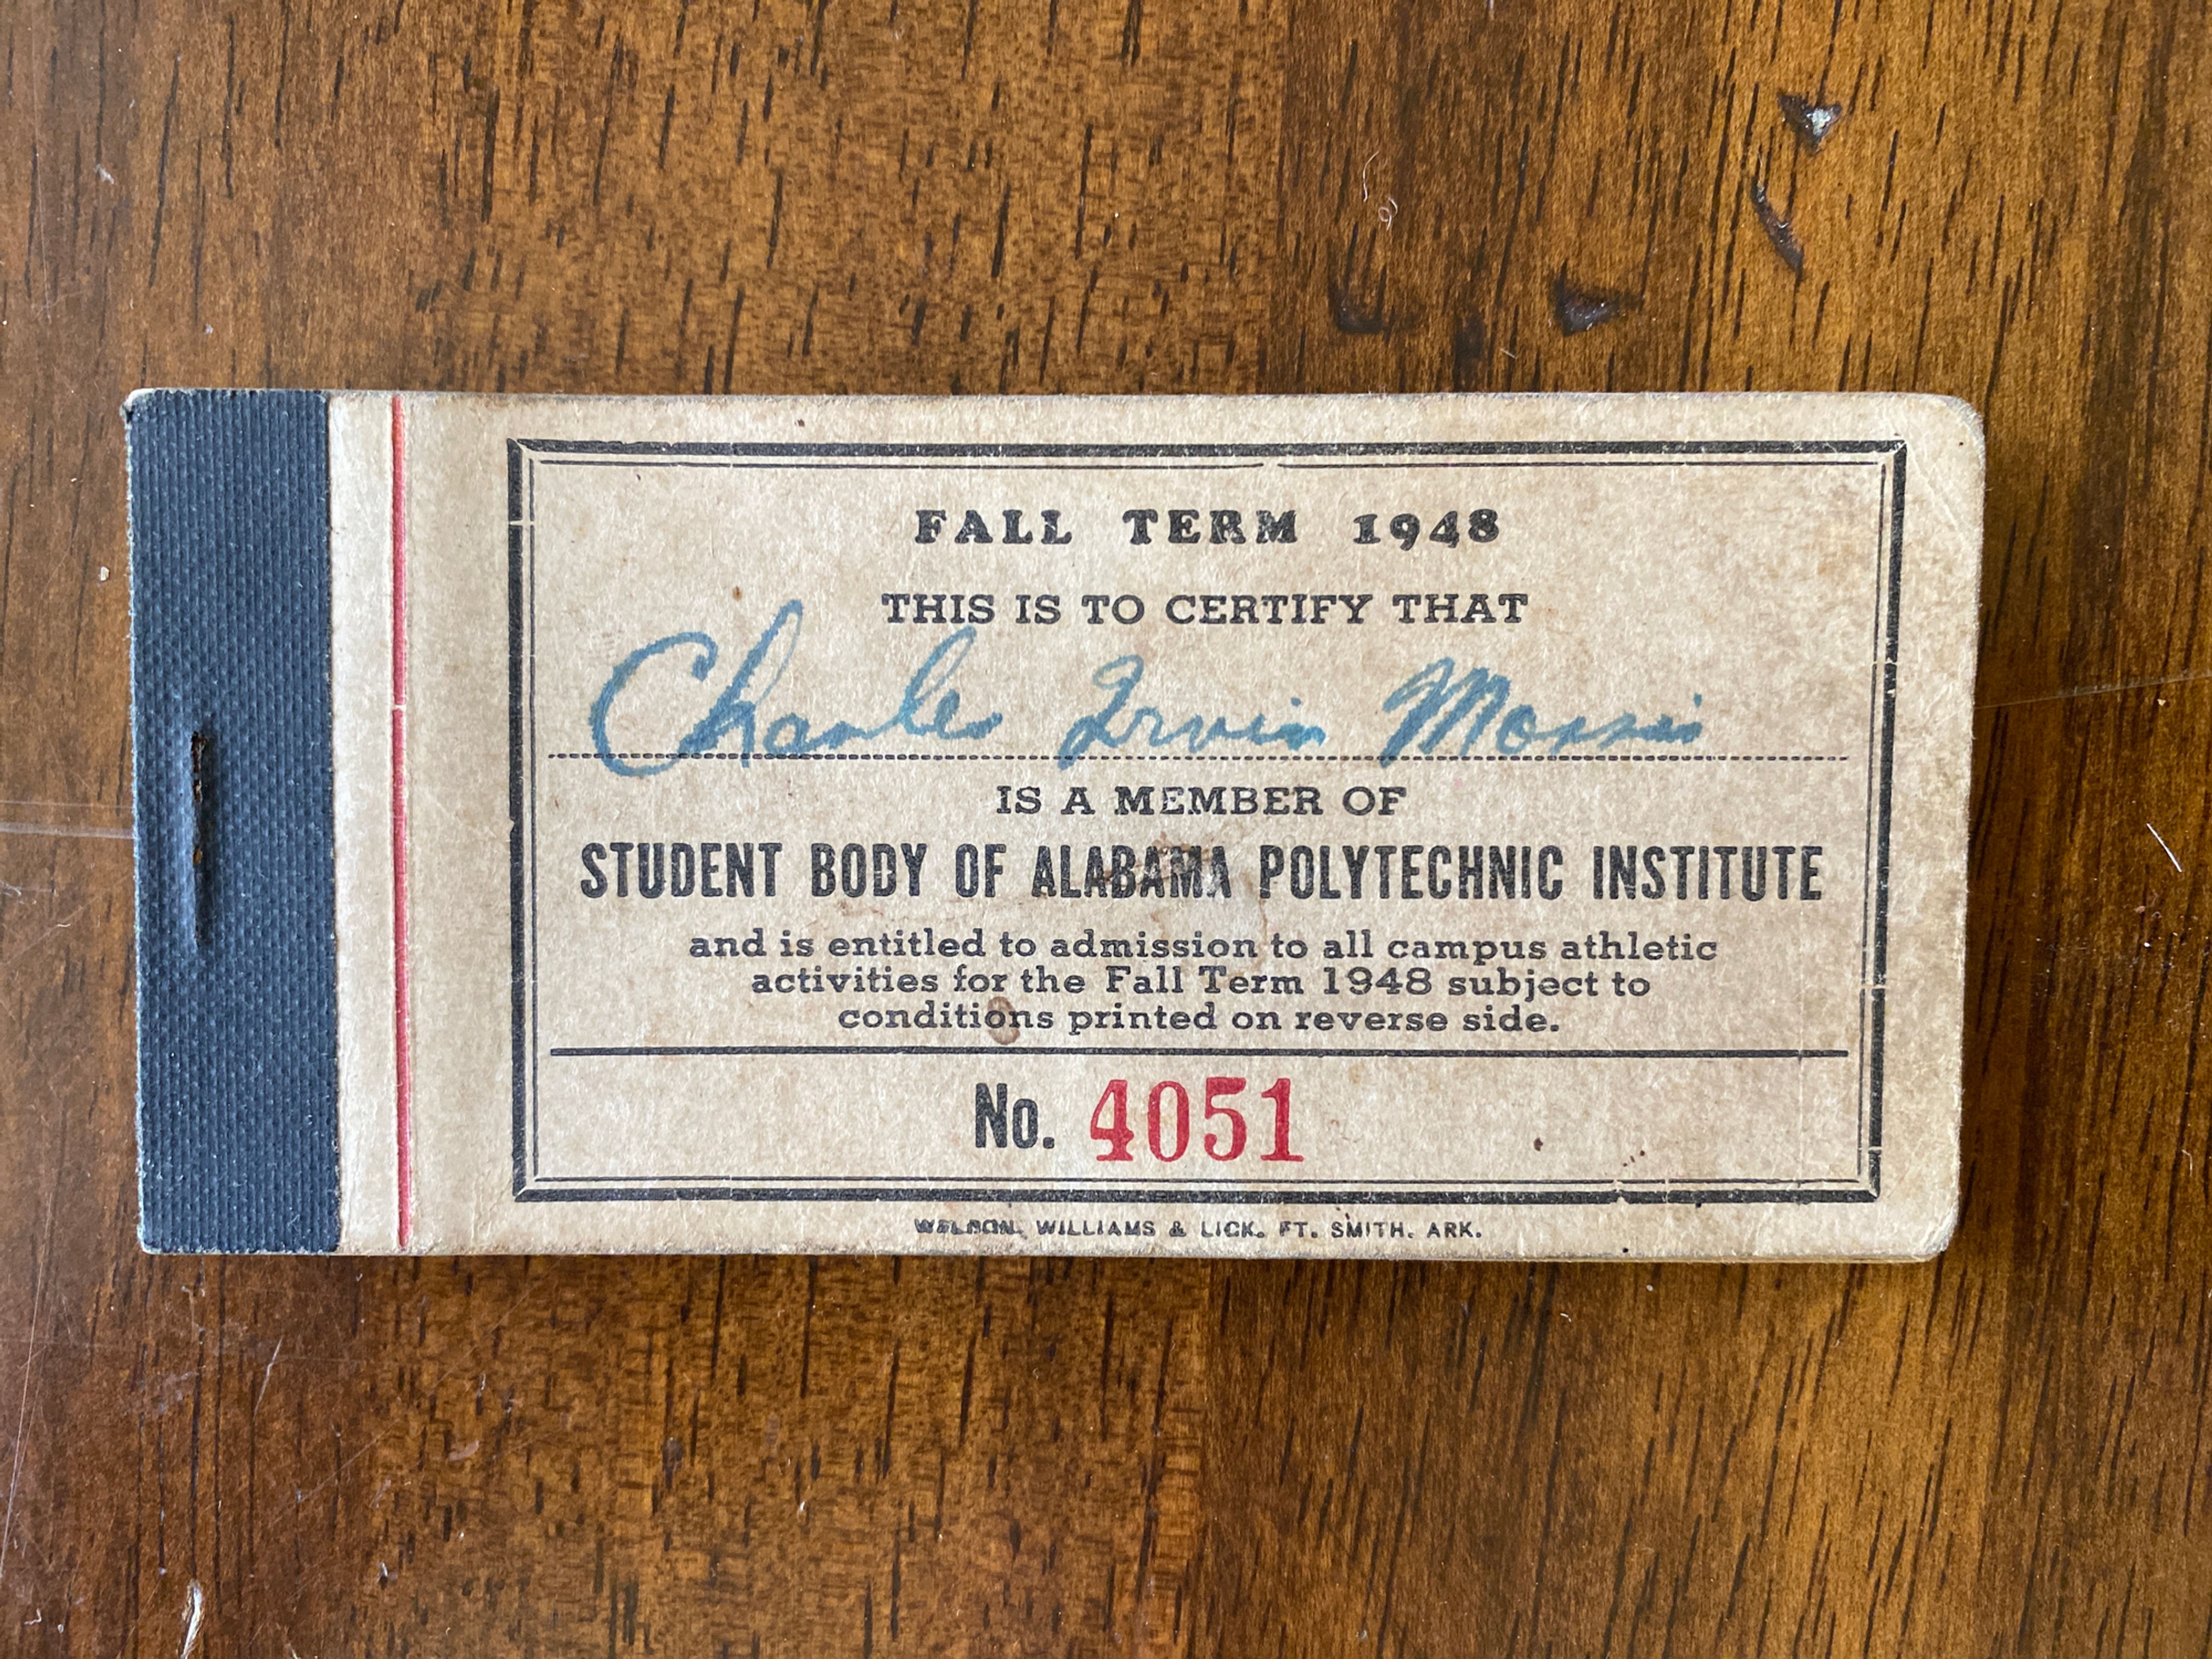 FALL TERM 1948
THIS IS TO CERTIFY THAT
Charles Irvin Morris
IS A MEMBER OF
STUDENT BODY OF ALABAMA POLYTECHNIC INSTITUTE
and is entitled to admission to all campus athletic
activities for the Fall Term 1948 subject to
conditions printed on reverse side.
No. 4051
WELDON, WILLIAMS & LICK. FT. SMITH. ARK.